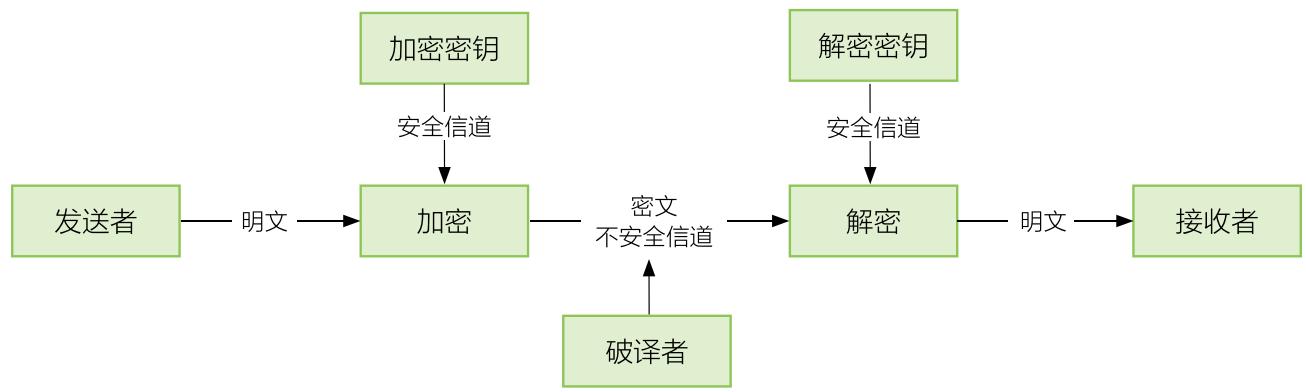 加密密钥
解密密钥
安全信道
安全信道
发送者
明文
加密
密文
不安全信道
解密
明文
接收者
破译者